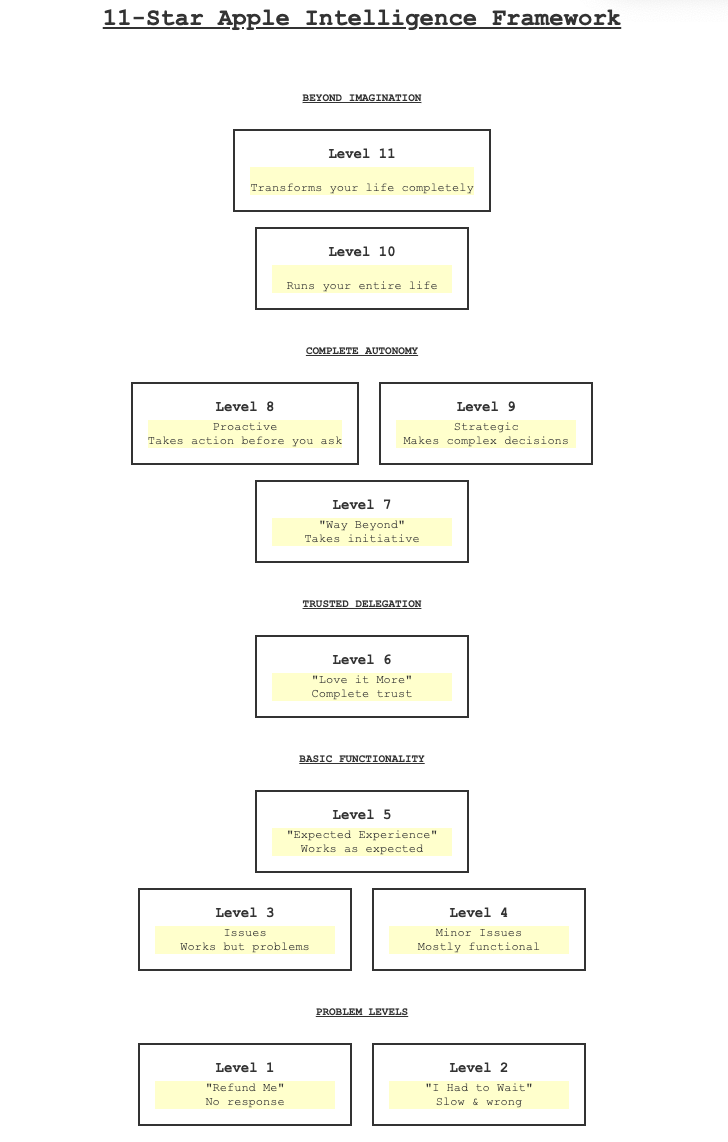 11-Star Apple Intelligence Framework
BEYOND IMAGINATION
Level 11
Transforms your life completely
Level 10
Runs your entire life
COMPLETE AUTONOMY
Level 8
Proactive
Takes action before you ask
Level 9
Strategic
Makes complex decisions
Level 7
"Way Beyond"
Takes initiative
TRUSTED DELEGATION
Level 6
"Love it More"
Complete trust
BASIC FUNCTIONALITY
Level 5
"Expected Experience"
Works as expected
Level 3
Issues
Works but problems
Level 4
Minor Issues
Mostly functional
PROBLEM LEVELS
Level 1
"Refund Me"
No response
Level 2
"I Had to Wait"
Slow & wrong